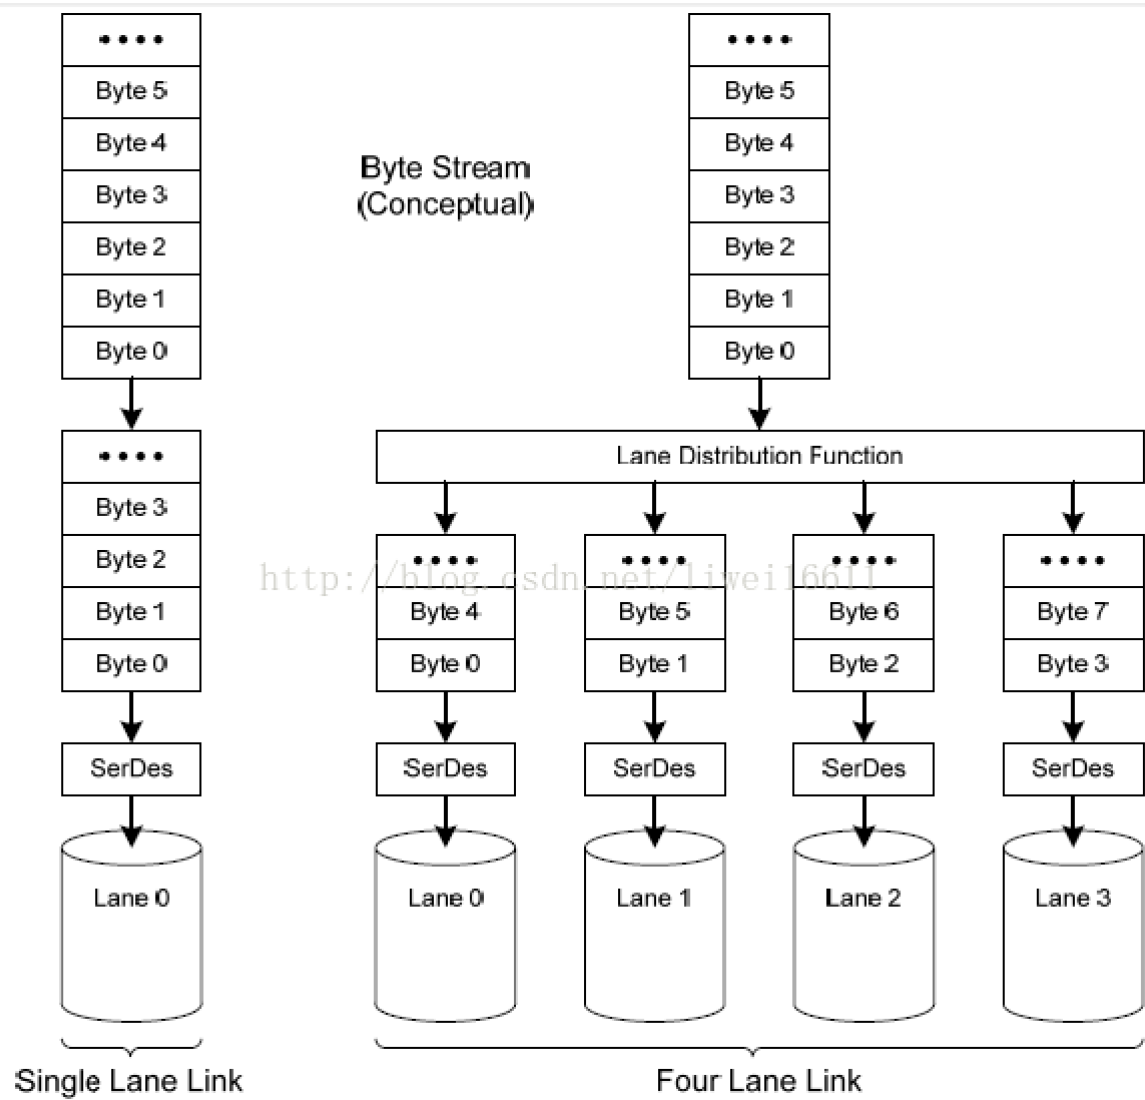 ••••
Byte 5
Byte 4
Byte 3
Byte 2
Byte 1
Byte 0
••••
Byte 3
Byte 2
Byte 1
Byte 0
SerDes
Lane 0
Single Lane Link
Byte Stream
(Conceptual)
••••
Byte 5
Byte 4
Byte 3
Byte 2
Byte 1
Byte 0
Lane Distribution Function
•••• •••• •••• ••••
http://blog.csdn.net/liwei16611
Byte 4 Byte 5 Byte 6 Byte 7
Byte 0 Byte 1 Byte 2 Byte 3
SerDes SerDes SerDes SerDes
Lane 0 Lane 1 Lane 2 Lane 3
Four Lane Link